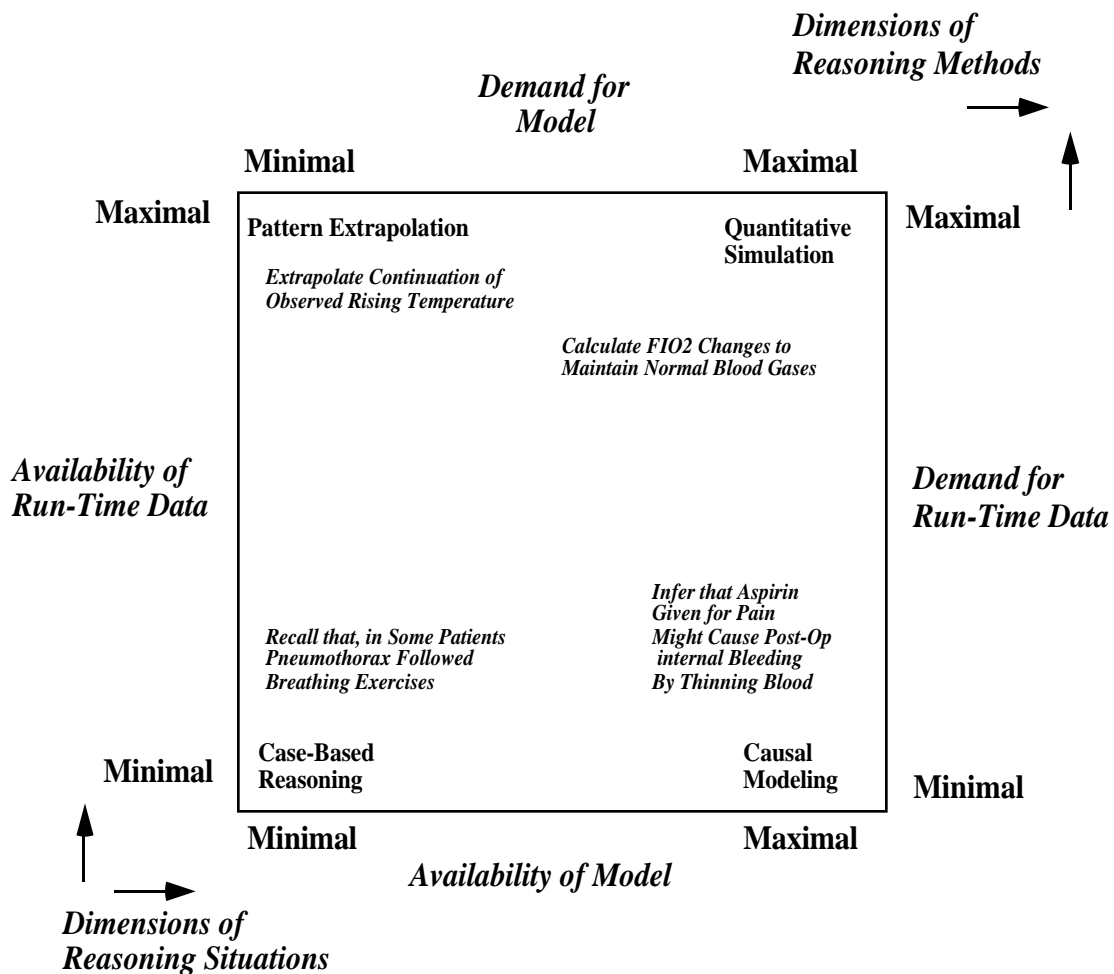 Dimensions of
Reasoning Methods
Demand for
Model
Minimal
Maximal
Maximal
Maximal
Pattern Extrapolation
Quantitative
Simulation
Extrapolate Continuation of
Observed Rising Temperature
Calculate FIO2 Changes to
Maintain Normal Blood Gases
Availability of
Run-Time Data
Demand for
Run-Time Data
Recall that, in Some Patients
Pneumothorax Followed
Breathing Exercises
Infer that Aspirin
Given for Pain
Might Cause Post-Op
internal Bleeding
By Thinning Blood
Case-Based
Reasoning
Causal
Modeling
Minimal
Minimal
Minimal
Maximal
Availability of Model
Dimensions of
Reasoning Situations